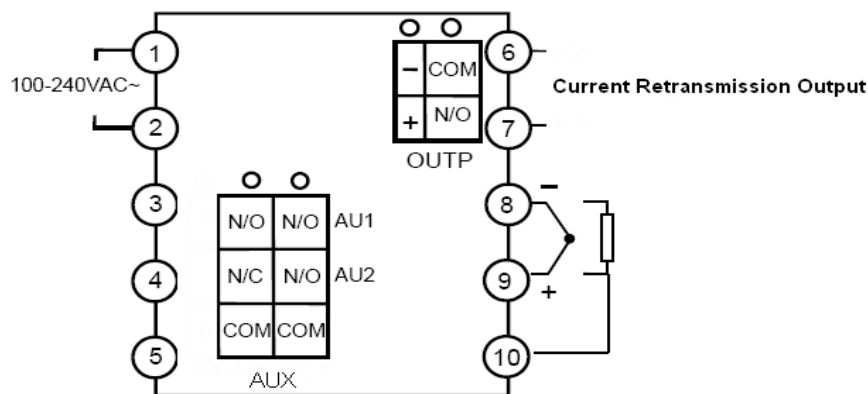 1
100-240VAC~
2
3
4
5
− COM
+ N/O
OUTP
N/O N/O AU1
N/C N/O AU2
COM COM
AUX
6
Current Retransmission Output
7
8 −
9 +
10